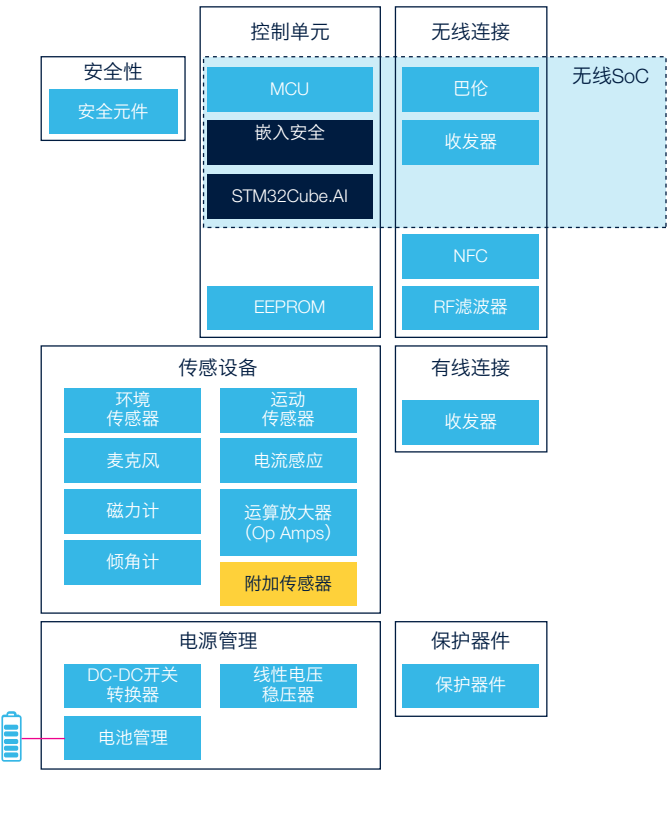 控制单元
无线连接
安全性
无线SoC
安全元件
MCU
巴伦
嵌入安全
收发器
STM32Cube.AI
NFC
EEPROM
RF滤波器
传感设备
有线连接
环境
传感器
运动
传感器
收发器
麦克风
电流感应
磁力计
运算放大器
（Op Amps）
倾角计
附加传感器
电源管理
保护器件
DC-DC开关
转换器
线性电压
稳压器
保护器件
电池管理